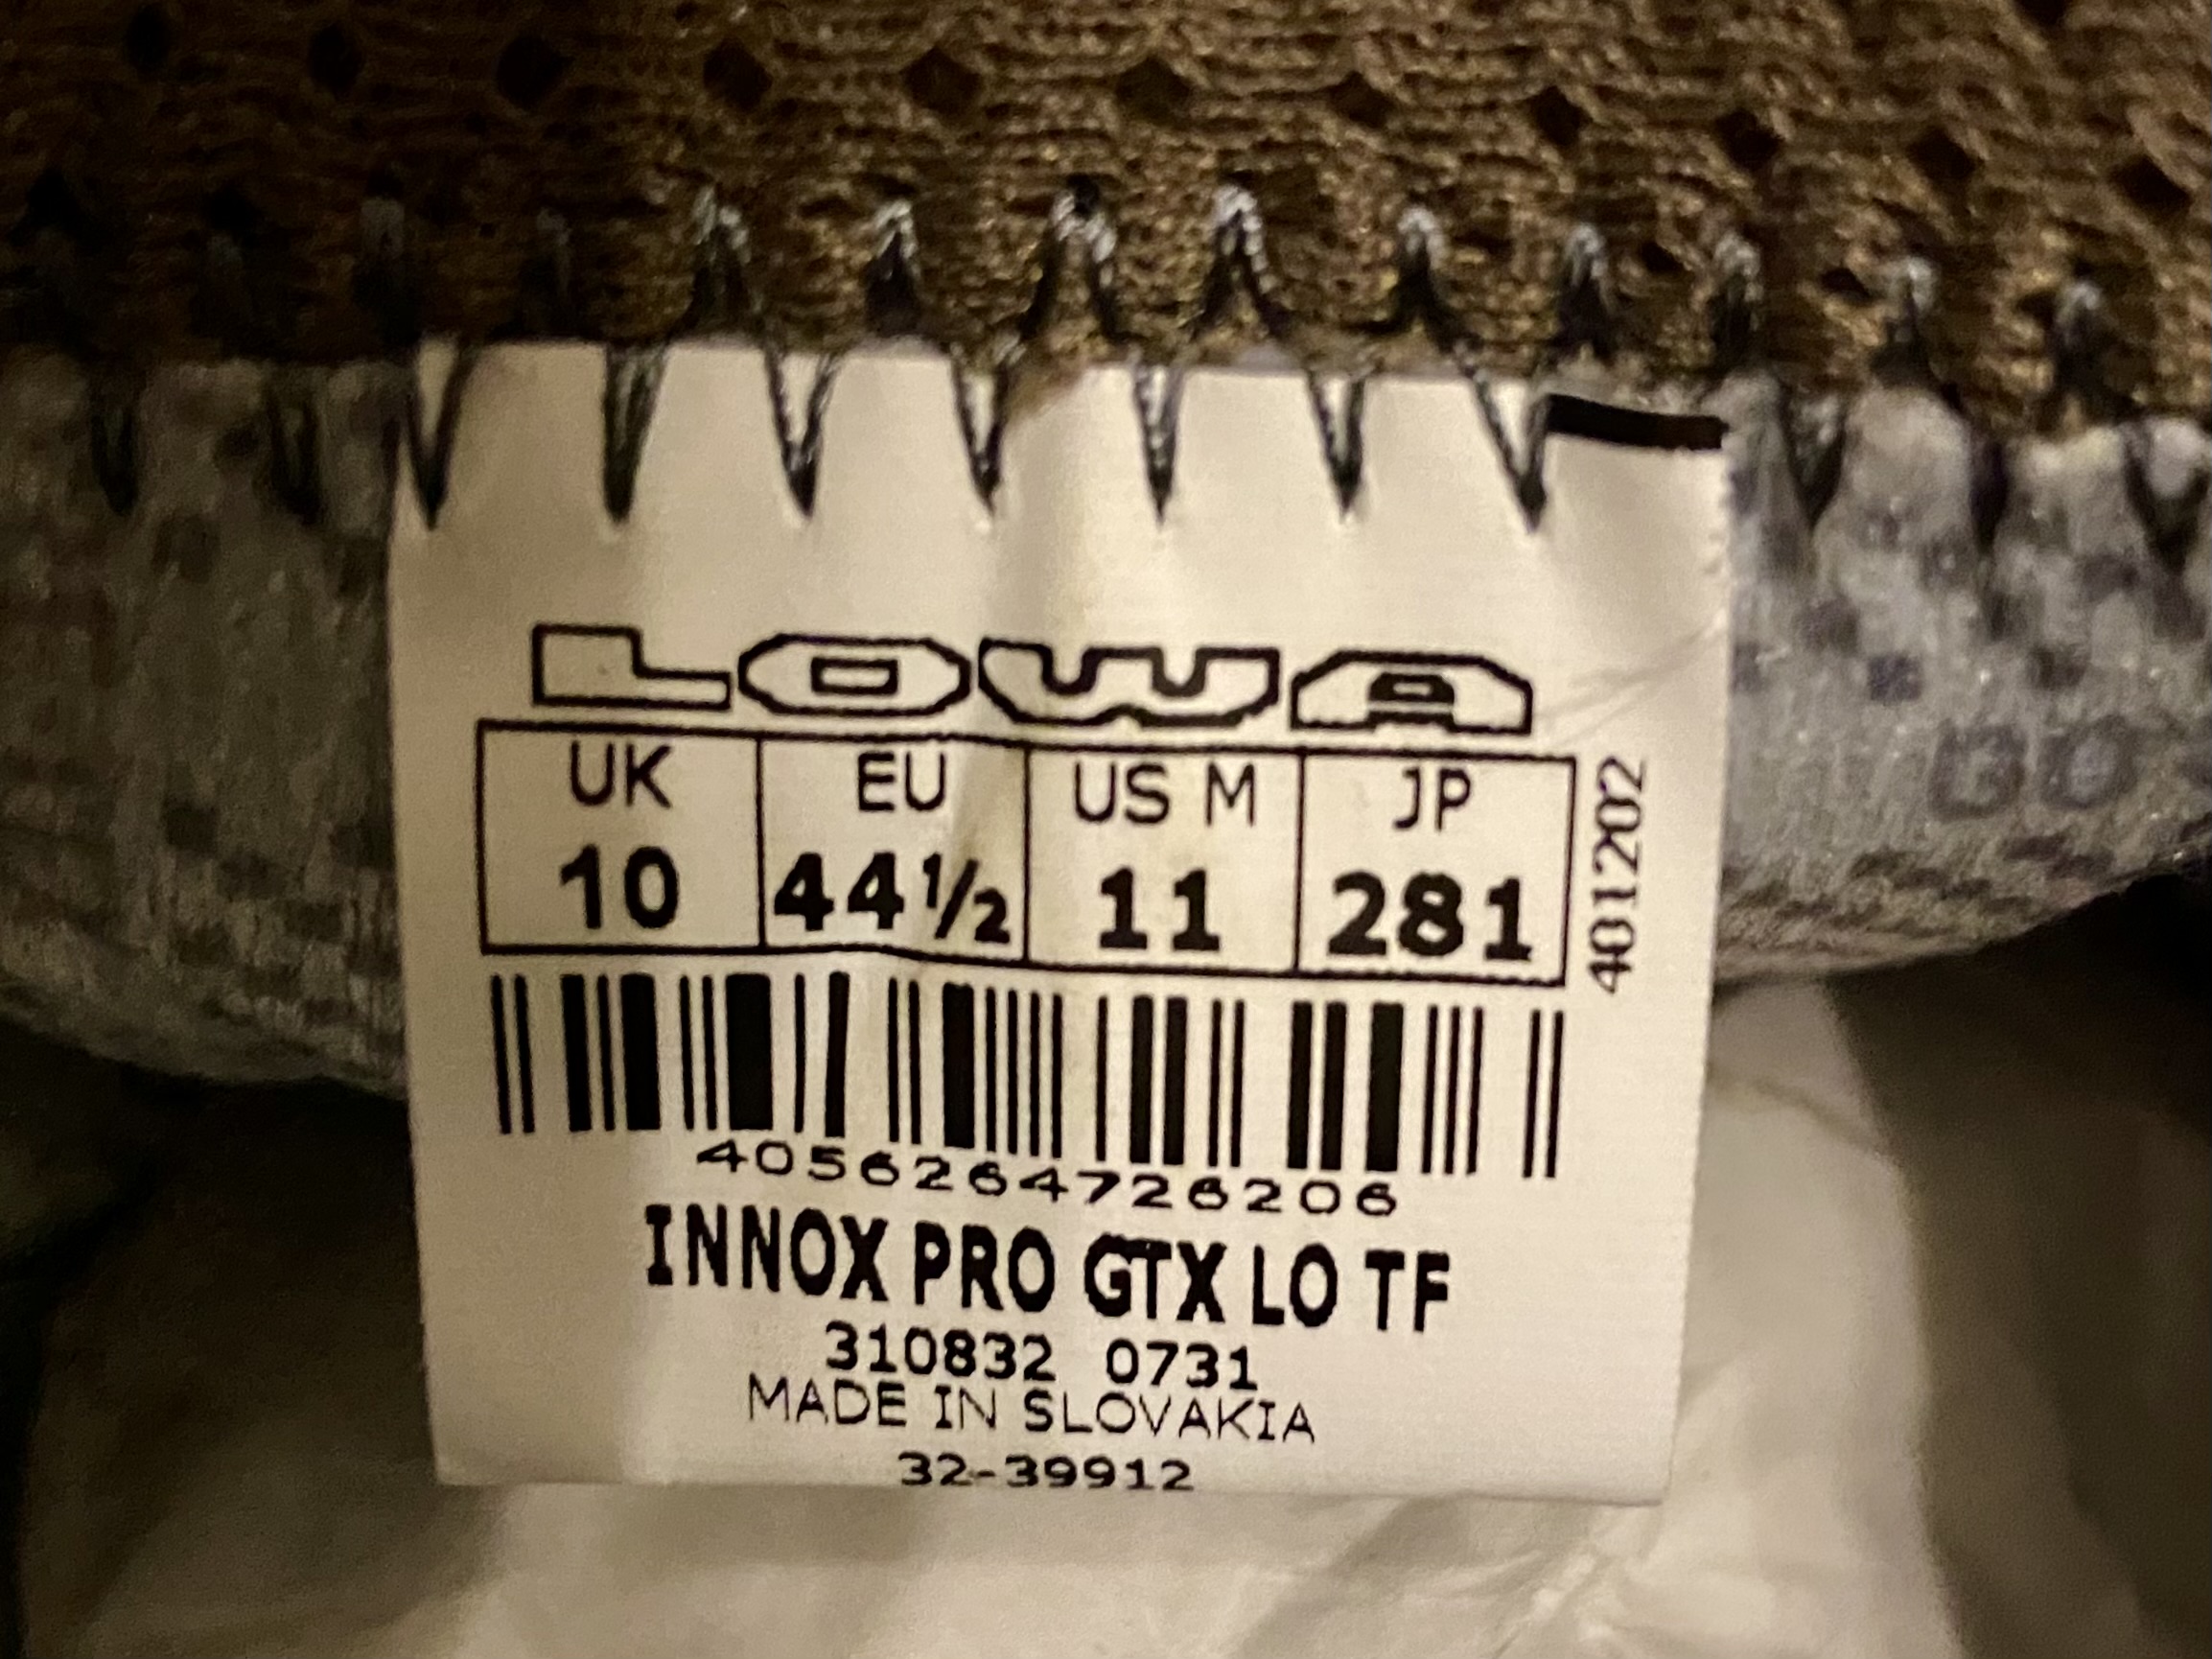 LOWA
UK EU US M JP
10 44½ 11 281
4012202
4056264726206
INNOX PRO GTX LO TF
310832 0731
MADE IN SLOVAKIA
32-39912